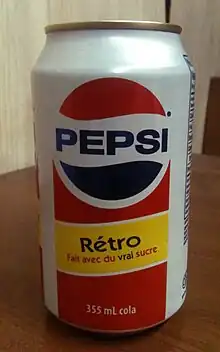 PEPSI
Rétro
Fait avec du vrai sucre
355 mL cola